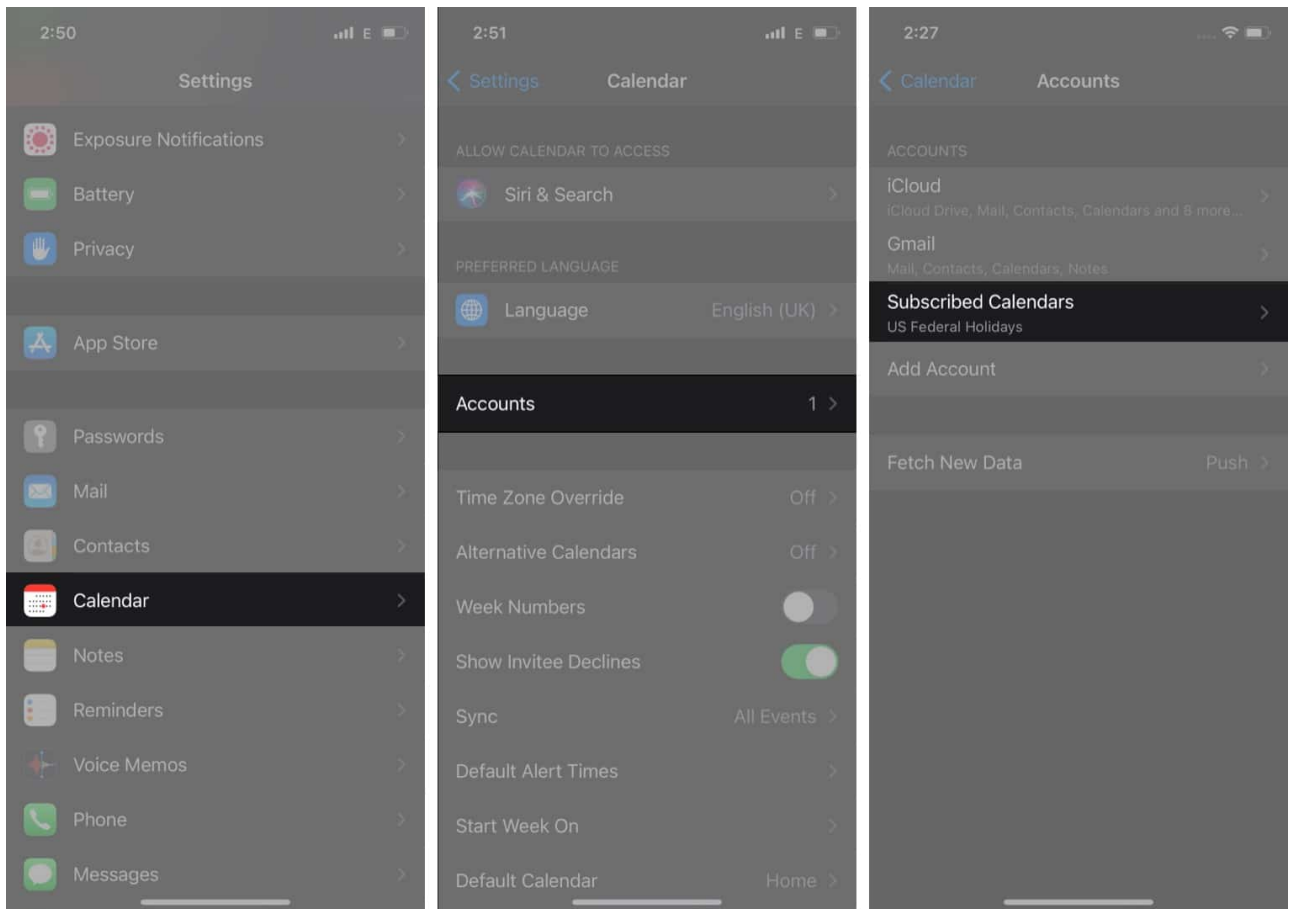 2:50
E
Settings
Exposure Notifications
Battery
Privacy
App Store
Passwords
Mail
Contacts
Calendar
Notes
Reminders
Voice Memos
Phone
Messages
2:51
E
Settings Calendar
ALLOW CALENDAR TO ACCESS
Siri & Search
PREFERRED LANGUAGE
Language English (UK)
Accounts 1
Time Zone Override Off
Alternative Calendars Off
Week Numbers
Show Invitee Declines
Sync All Events
Default Alert Times
Start Week On
Default Calendar Home
2:27
Calendar Accounts
ACCOUNTS
iCloud
iCloud Drive, Mail, Contacts, Calendars and 6 more...
Gmail
Mail, Contacts, Calendars, Notes
Subscribed Calendars
US Federal Holidays
Add Account
Fetch New Data Push